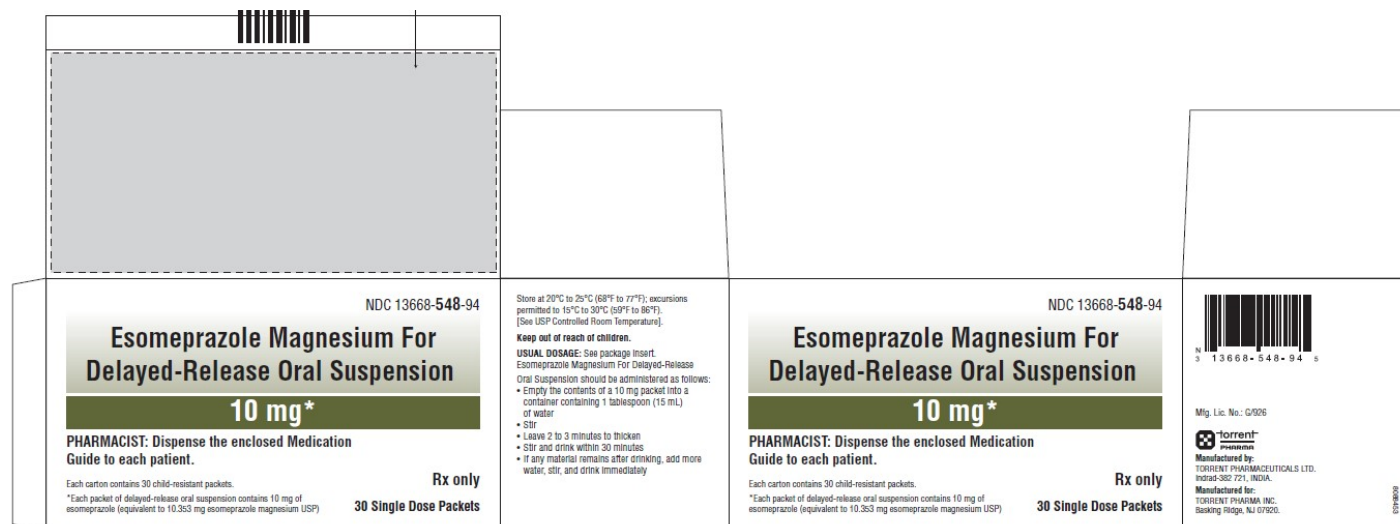 NDC 13668-548-94
Esomeprazole Magnesium For
Delayed-Release Oral Suspension
10 mg*
PHARMACIST: Dispense the enclosed Medication
Guide to each patient.
Each carton contains 30 child-resistant packets.
Rx only
*Each packet of delayed-release oral suspension contains 10 mg of
esomeprazole (equivalent to 10.353 mg esomeprazole magnesium USP)
30 Single Dose Packets
Store at 20°C to 25°C (68°F to 77°F); excursions
permitted to 15°C to 30°C (59°F to 86°F).
[See USP Controlled Room Temperature].
Keep out of reach of children.
USUAL DOSAGE: See package insert.
Esomeprazole Magnesium For Delayed-Release
Oral Suspension should be administered as follows:
• Empty the contents of a 10 mg packet into a
container containing 1 tablespoon (15 mL)
of water
• Stir
• Leave 2 to 3 minutes to thicken
• Stir and drink within 30 minutes
• If any material remains after drinking, add more
water, stir, and drink immediately
NDC 13668-548-94
Esomeprazole Magnesium For
Delayed-Release Oral Suspension
10 mg*
PHARMACIST: Dispense the enclosed Medication
Guide to each patient.
Each carton contains 30 child-resistant packets.
Rx only
*Each packet of delayed-release oral suspension contains 10 mg of
esomeprazole (equivalent to 10.353 mg esomeprazole magnesium USP)
30 Single Dose Packets
N
3 13668-548-94 5
Mfg. Lic. No.: G/926
torrent
PHARMA
Manufactured by:
TORRENT PHARMACEUTICALS LTD.
Indrad-382 721, INDIA.
Manufactured for:
TORRENT PHARMA INC.
Basking Ridge, NJ 07920.